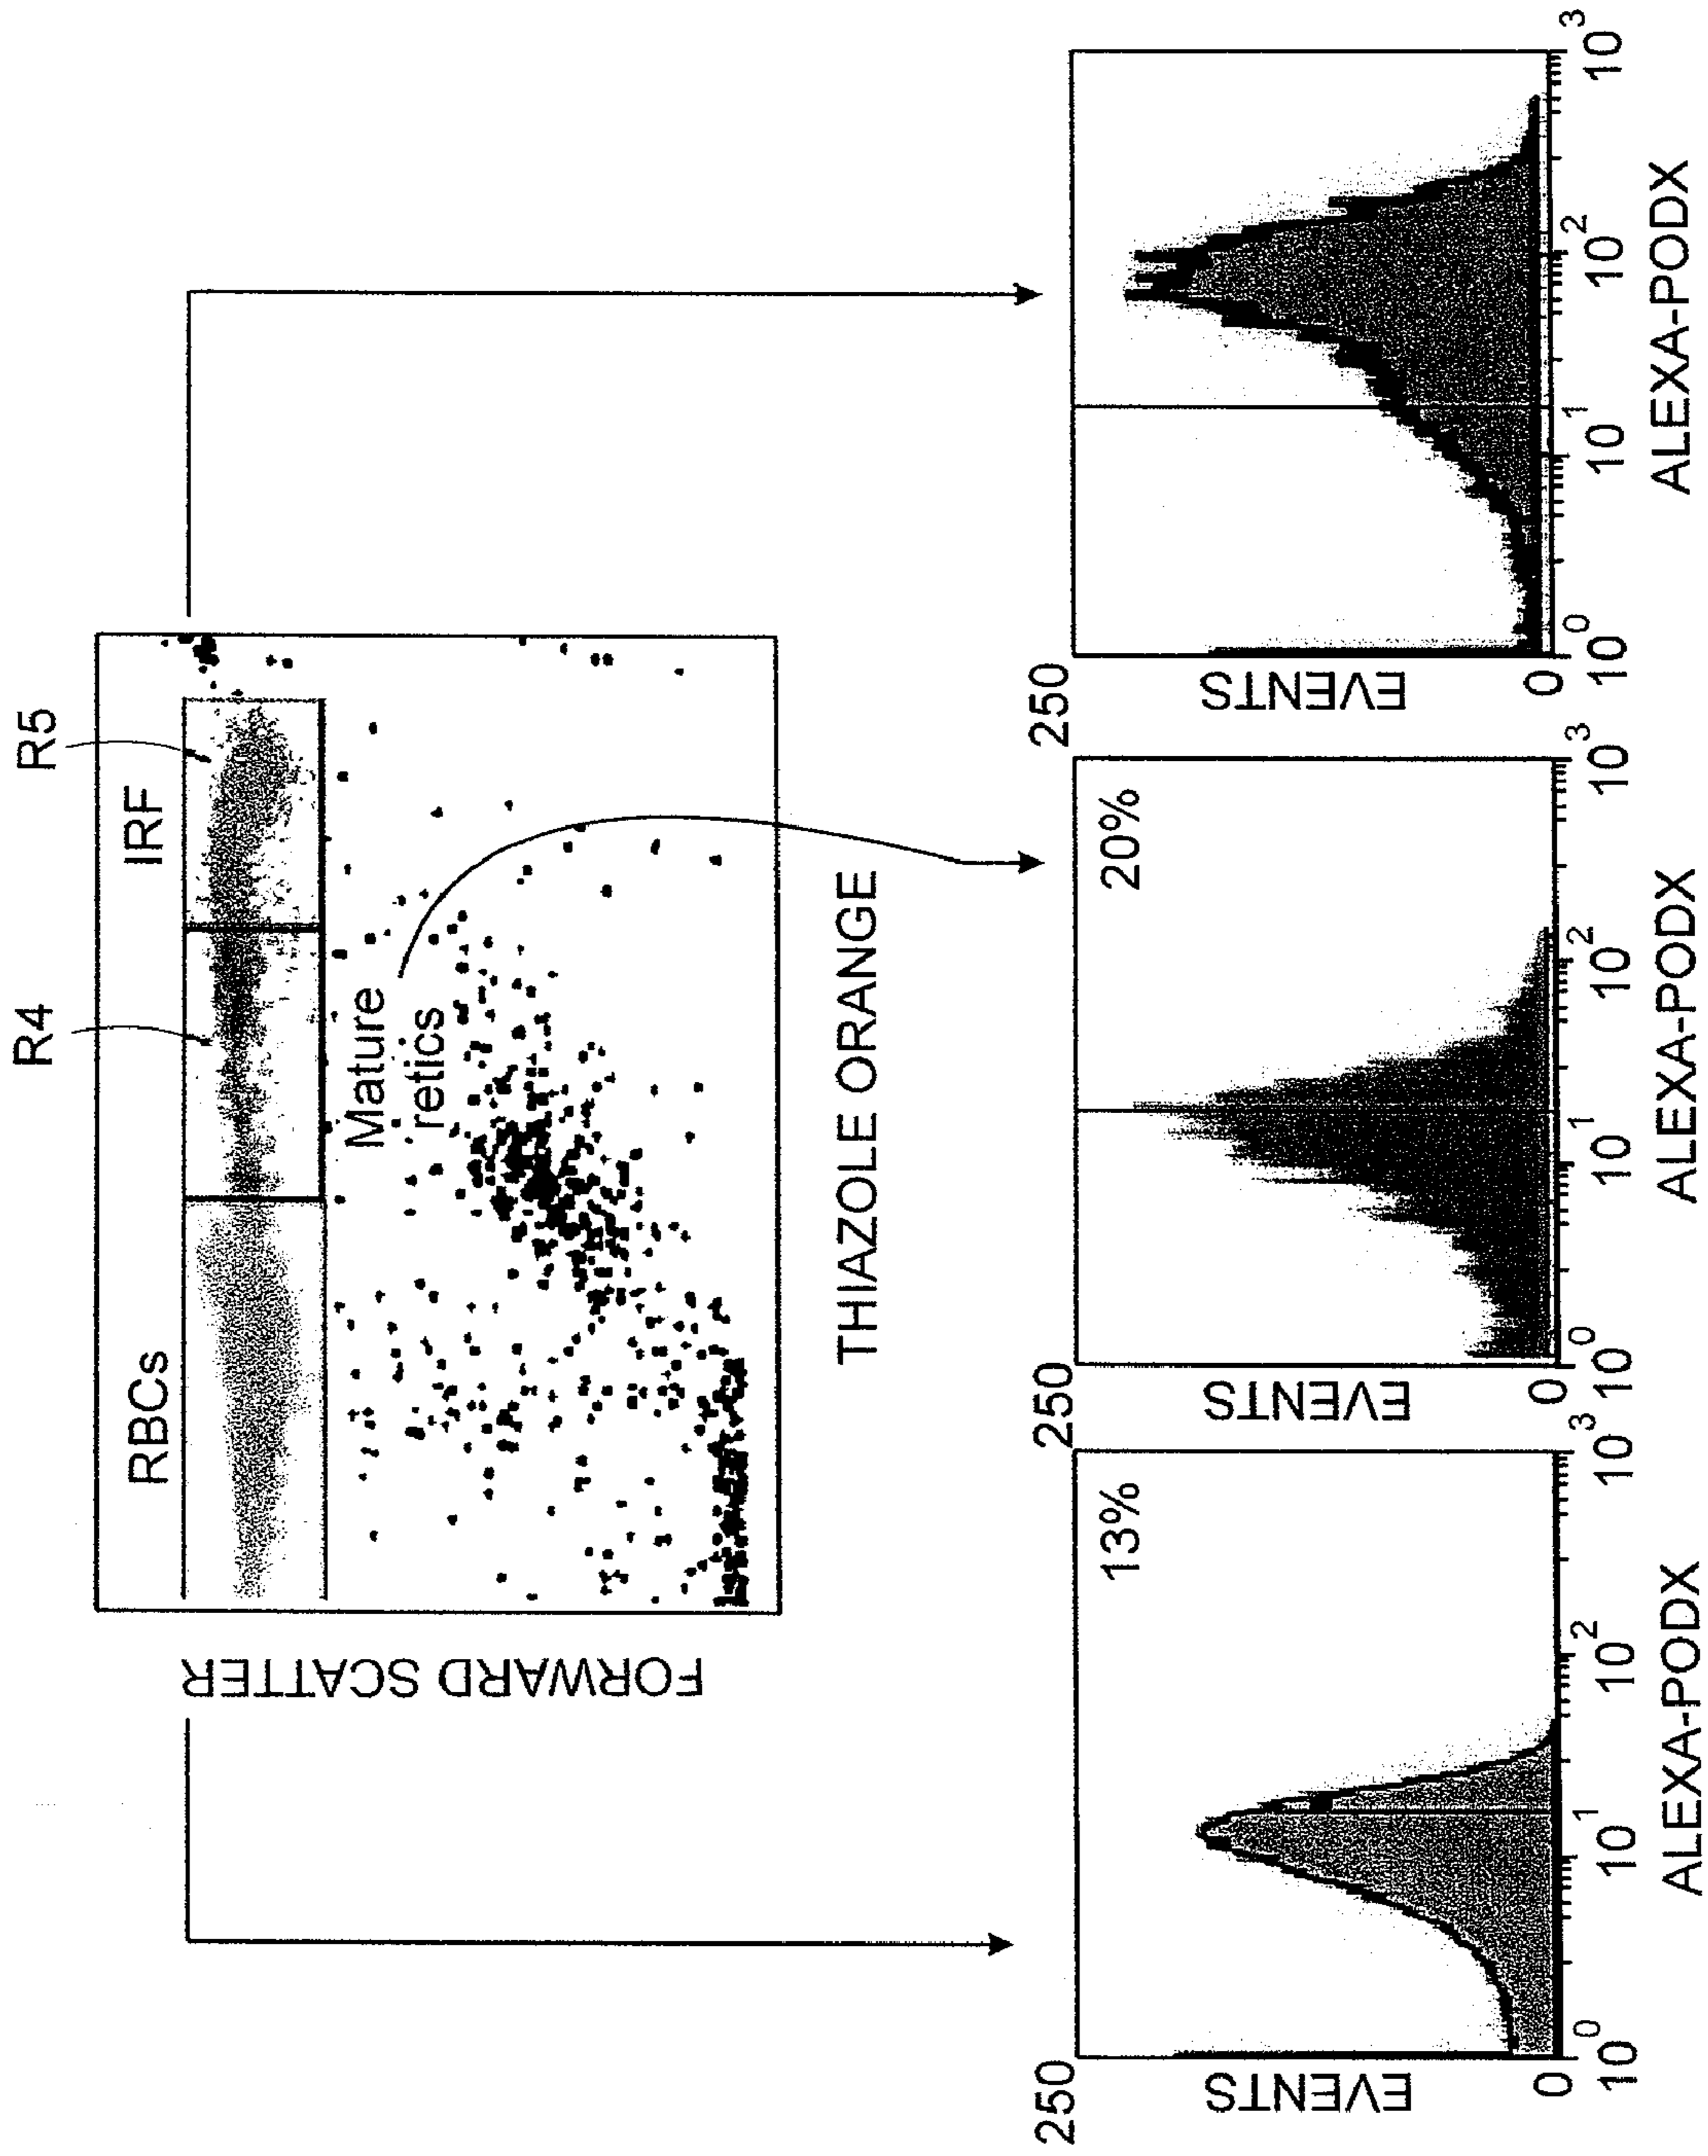 R4
R5
RBCs
IRF
Mature
retics
FORWARD SCATTER
THIAZOLE ORANGE
250
EVENTS
0
13%
10^0
10^1
10^2
10^3
ALEXA-PODX
250
EVENTS
0
20%
10^0
10^1
10^2
10^3
ALEXA-PODX
250
EVENTS
0
10^0
10^1
10^2
10^3
ALEXA-PODX